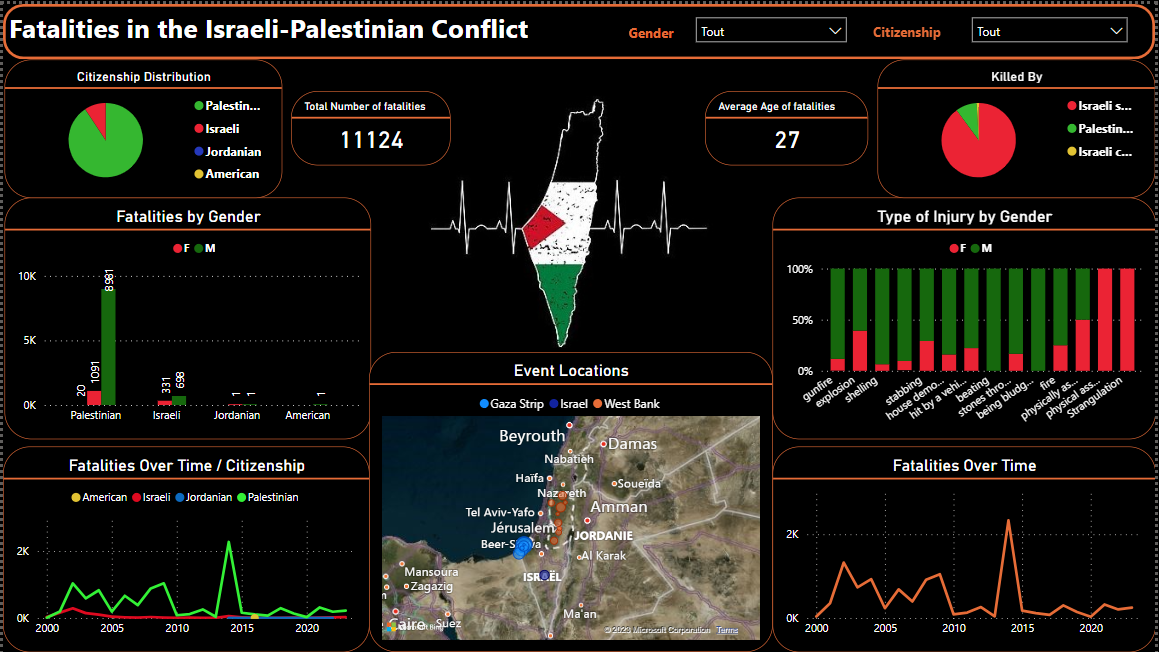 Fatalities in the Israeli-Palestinian Conflict
Gender
Tout
Citizenship
Tout
Citizenship Distribution
Palestin...
Israeli
Jordanian
American
Total Number of fatalities
11124
Average Age of fatalities
27
Killed By
Israeli s...
Palestin...
Israeli c...
Fatalities by Gender
F M
10K
5K
0K
20
1091
8981
331
698
1
1
1
Palestinian Israeli Jordanian American
Type of Injury by Gender
F M
100%
50%
0%
gunfire
explosion
shelling
stabbing
house demo...
hit by a vehi...
beating
stones thro...
being bludg...
fire
physically as...
physical ass...
Strangulation
Event Locations
Gaza Strip Israel West Bank
Beyrouth
Damas
Nabatieh
Haïfa
Soueïda
Nazareth
Amman
Tel Aviv-Yafo
Jérusalem
JORDANIE
Al Karak
ISRAËL
Mansoura
Zagazig
Ma'an
Suez
© 2023 Microsoft Corporation Terms
Fatalities Over Time / Citizenship
American Israeli Jordanian Palestinian
2K
0K
2000 2005 2010 2015 2020
Fatalities Over Time
2K
0K
2000 2005 2010 2015 2020